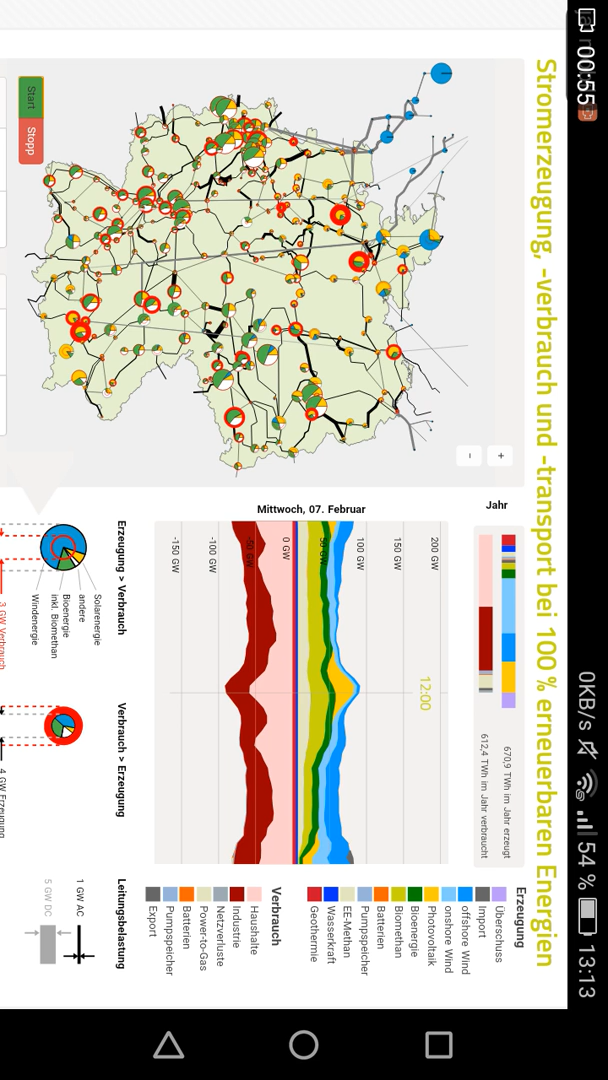 00:55
0KB/s
54 %
13:13
Stromerzeugung, -verbrauch und -transport bei 100 % erneuerbaren Energien
+
-
Start
Stopp
Jahr
670,9 TWh im Jahr erzeugt
612,4 TWh im Jahr verbraucht
Mittwoch, 07. Februar
12:00
200 GW
150 GW
100 GW
50 GW
0 GW
-50 GW
-100 GW
-150 GW
Erzeugung
Überschuss
Import
offshore Wind
onshore Wind
Photovoltaik
Bioenergie
Biomethan
Batterien
Pumpspeicher
EE-Methan
Wasserkraft
Geothermie
Verbrauch
Haushalte
Industrie
Netzverluste
Power-to-Gas
Batterien
Pumpspeicher
Export
Erzeugung > Verbrauch
Solarenergie
andere
Bioenergie
inkl. Biomethan
Windenergie
3 GW Verbrauch
Verbrauch > Erzeugung
4 GW Erzeugung
Leitungsbelastung
1 GW AC
5 GW DC